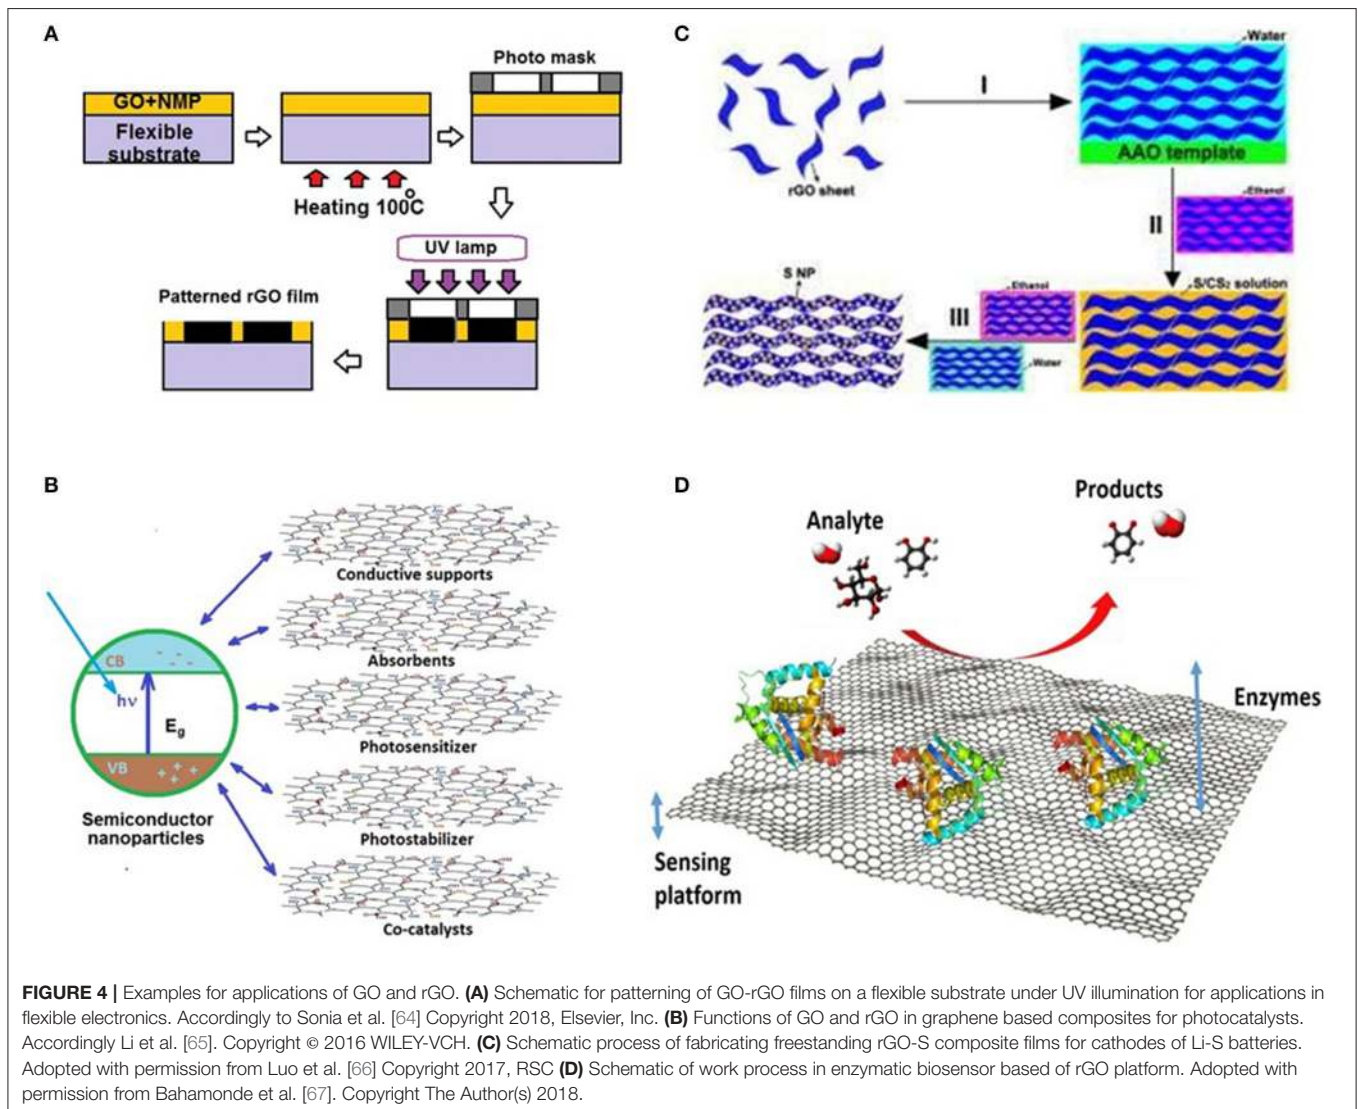 A
Photo mask
GO+NMP
Flexible
substrate
Heating 100°C
UV lamp
Patterned rGO film
C
Water
I
AAO template
rGO sheet
Ethanol
II
S NP
S/CS2 solution
Ethanol
III
Water
B
Conductive supports
Absorbents
CB
hν
Eg
Photosensitizer
VB
Semiconductor
nanoparticles
Photostabilizer
Co-catalysts
D
Products
Analyte
Enzymes
Sensing
platform
FIGURE 4 | Examples for applications of GO and rGO. (A) Schematic for patterning of GO-rGO films on a flexible substrate under UV illumination for applications in
flexible electronics. Accordingly to Sonia et al. [64] Copyright 2018, Elsevier, Inc. (B) Functions of GO and rGO in graphene based composites for photocatalysts.
Accordingly Li et al. [65]. Copyright © 2016 WILEY-VCH. (C) Schematic process of fabricating freestanding rGO-S composite films for cathodes of Li-S batteries.
Adopted with permission from Luo et al. [66] Copyright 2017, RSC (D) Schematic of work process in enzymatic biosensor based of rGO platform. Adopted with
permission from Bahamonde et al. [67]. Copyright The Author(s) 2018.